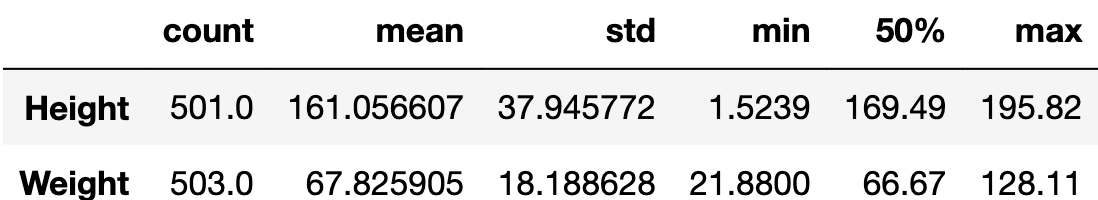 count mean std min 50% max
Height 501.0 161.056607 37.945772 1.5239 169.49 195.82
Weight 503.0 67.825905 18.188628 21.8800 66.67 128.11